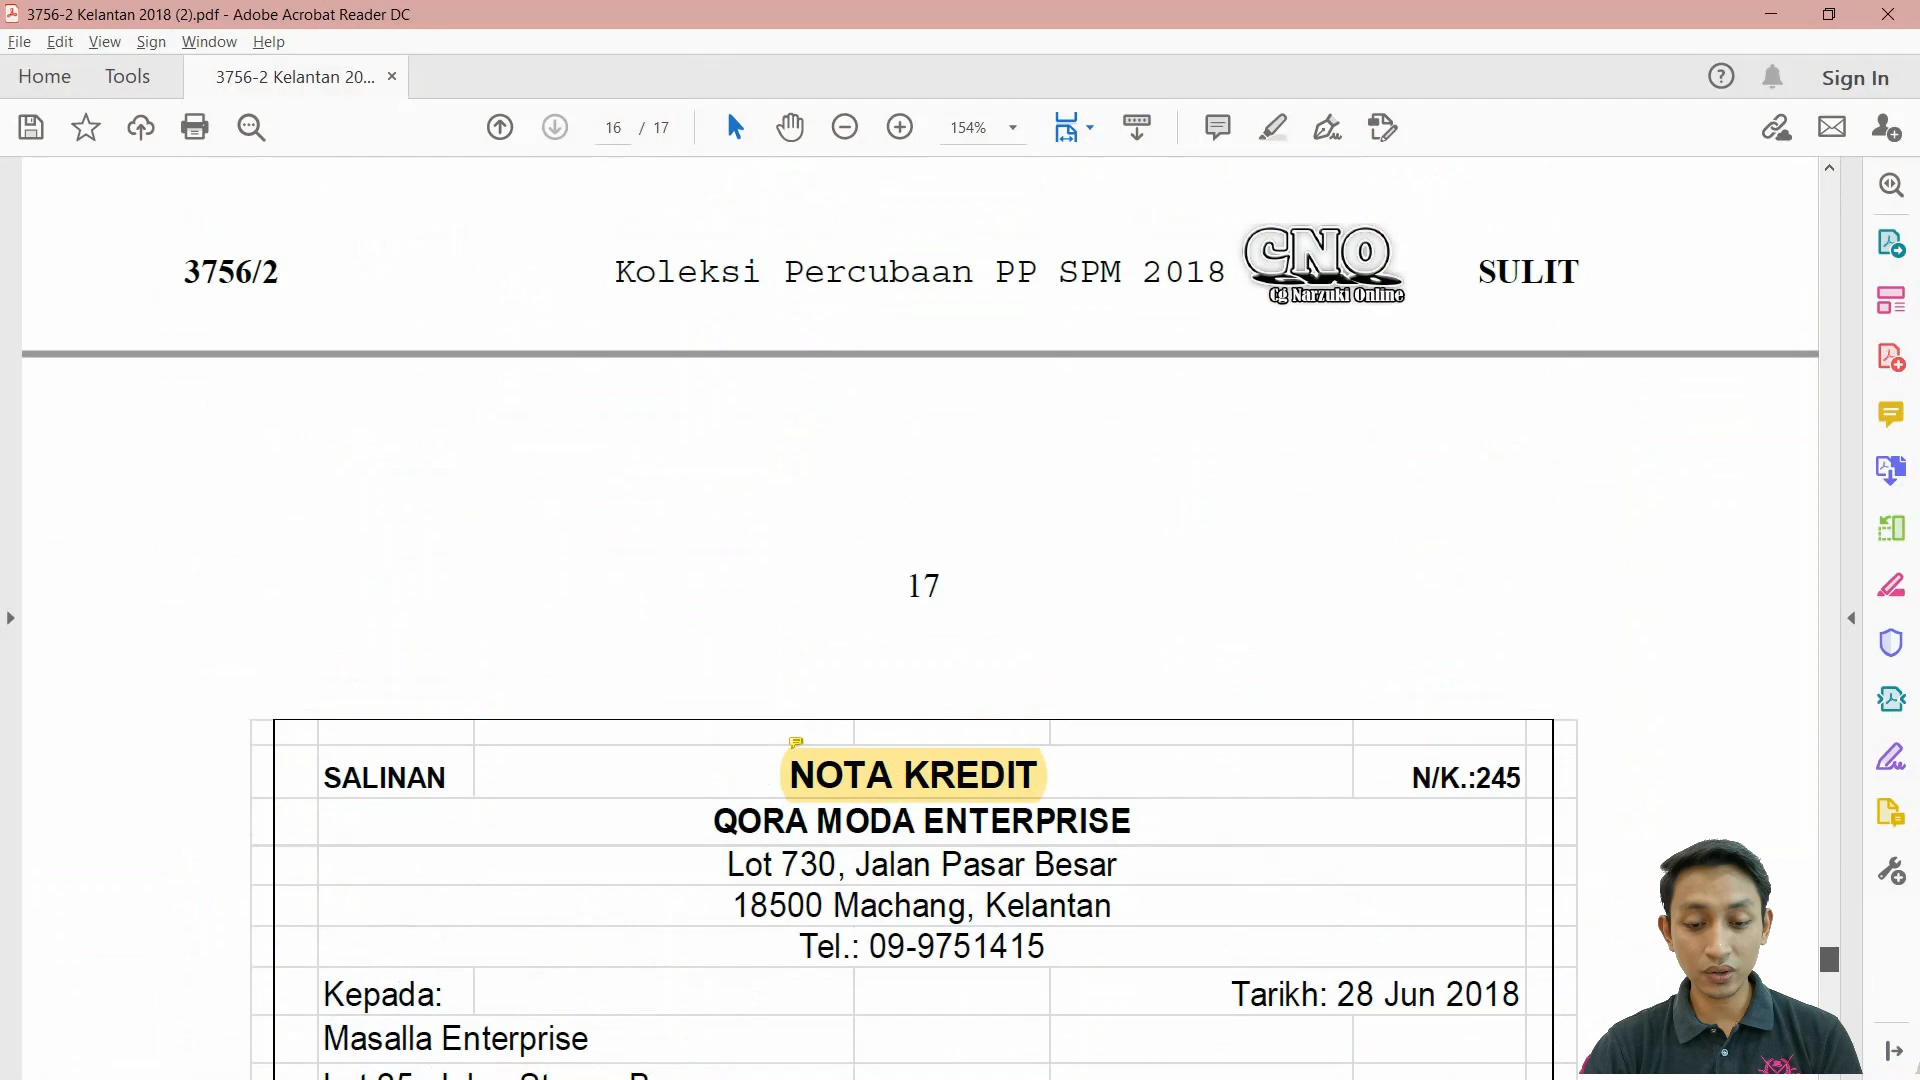 3756-2 Kelantan 2018 (2).pdf - Adobe Acrobat Reader DC
File Edit View Sign Window Help
Home Tools 3756-2 Kelantan 20... × Sign In
16 / 17 154%
3756/2 Koleksi Percubaan PP SPM 2018 CNO SULIT
Cg Narzuki Online
17
SALINAN NOTA KREDIT N/K.:245
QORA MODA ENTERPRISE
Lot 730, Jalan Pasar Besar
18500 Machang, Kelantan
Tel.: 09-9751415
Kepada: Tarikh: 28 Jun 2018
Masalla Enterprise